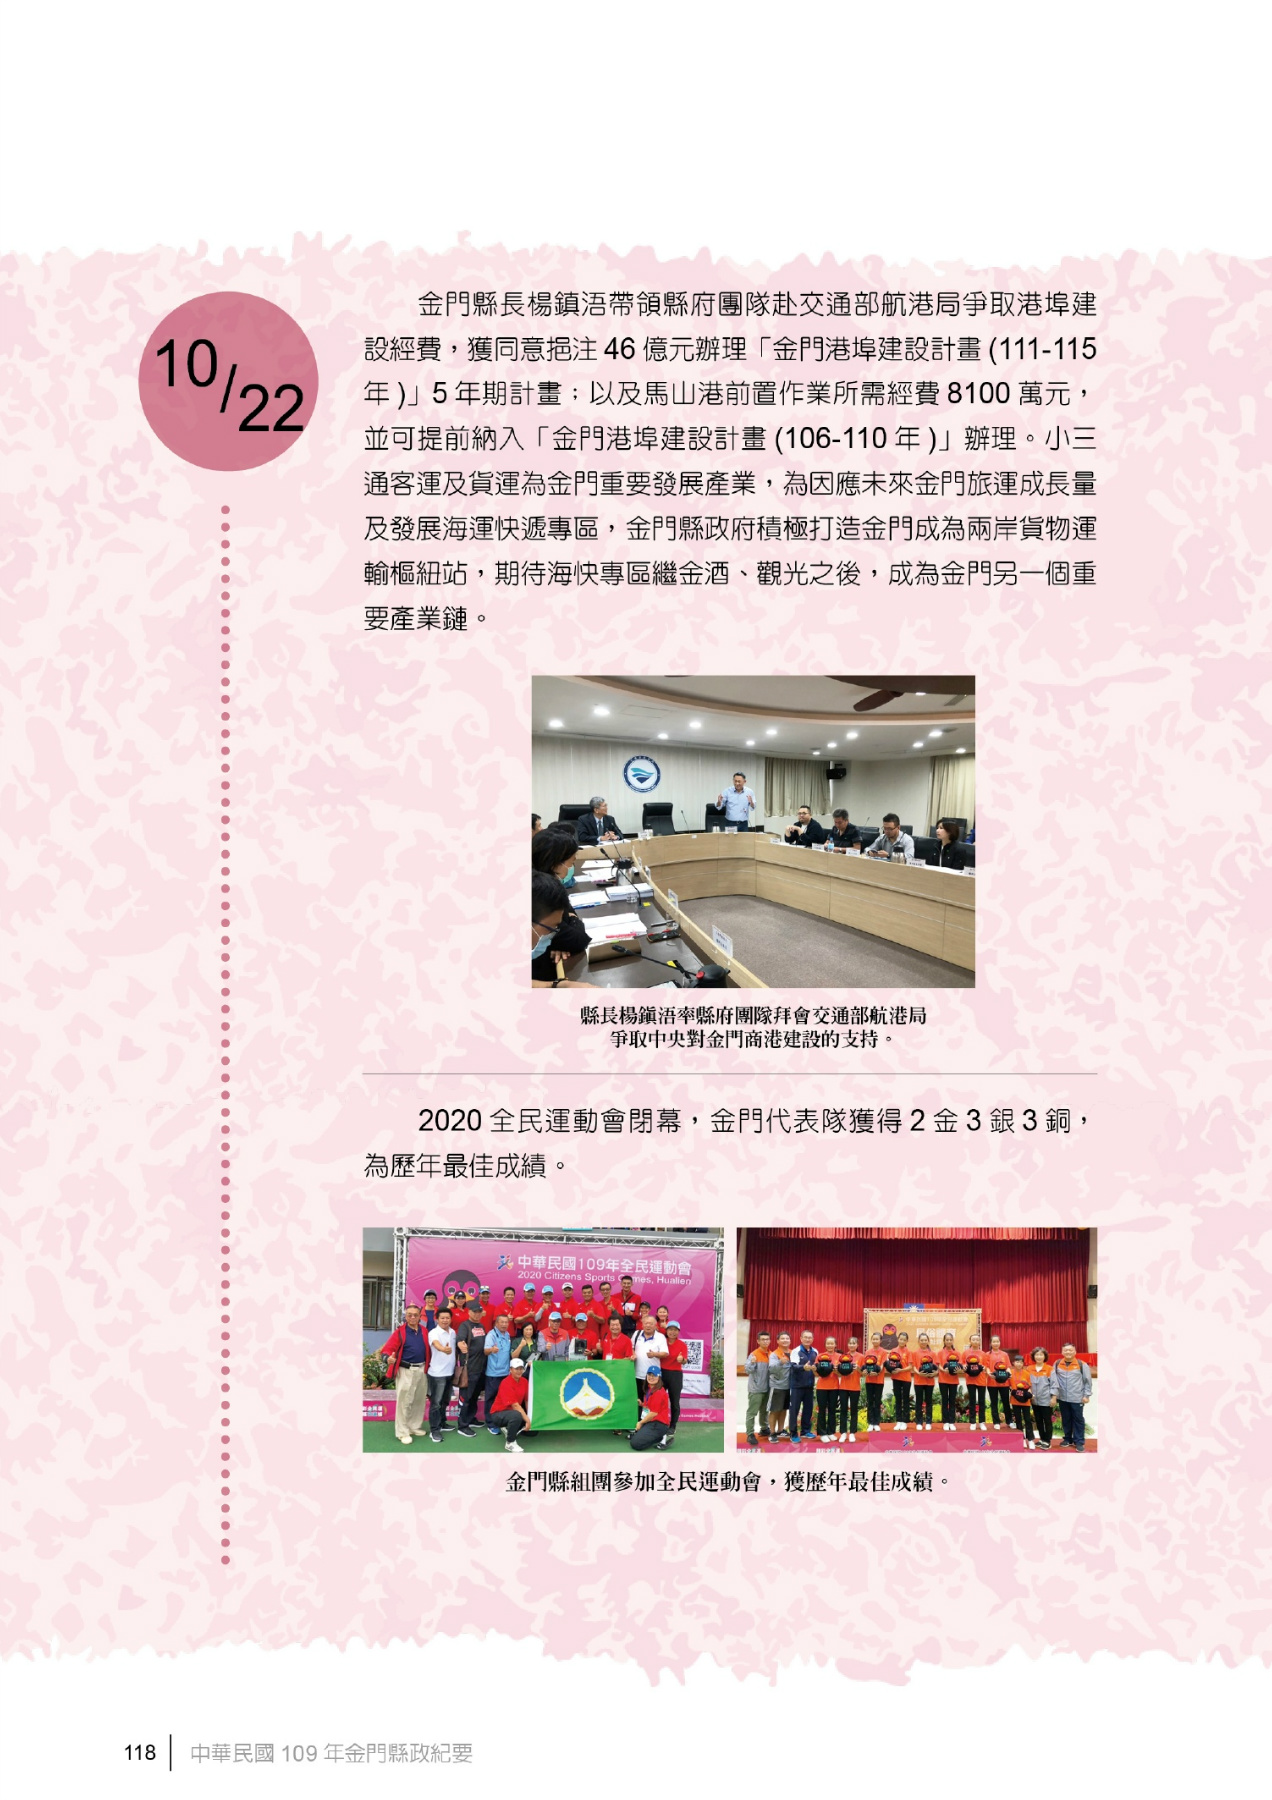 10/22
金門縣長楊鎮浯帶領縣府團隊赴交通部航港局爭取港埠建
設經費，獲同意挹注 46 億元辦理「金門港埠建設計畫 (111-115
年 )」5 年期計畫；以及馬山港前置作業所需經費 8100 萬元，
並可提前納入「金門港埠建設計畫 (106-110 年 )」辦理。小三
通客運及貨運為金門重要發展產業，為因應未來金門旅運成長量
及發展海運快遞專區，金門縣政府積極打造金門成為兩岸貨物運
輸樞紐站，期待海快專區繼金酒、觀光之後，成為金門另一個重
要產業鏈。
縣長楊鎮浯率縣府團隊拜會交通部航港局
爭取中央對金門商港建設的支持。
2020 全民運動會閉幕，金門代表隊獲得 2 金 3 銀 3 銅，
為歷年最佳成績。
中華民國109年全民運動會
2020 Citizens Sports Hualien
金門縣組團參加全民運動會，獲歷年最佳成績。
118 中華民國 109 年金門縣政紀要